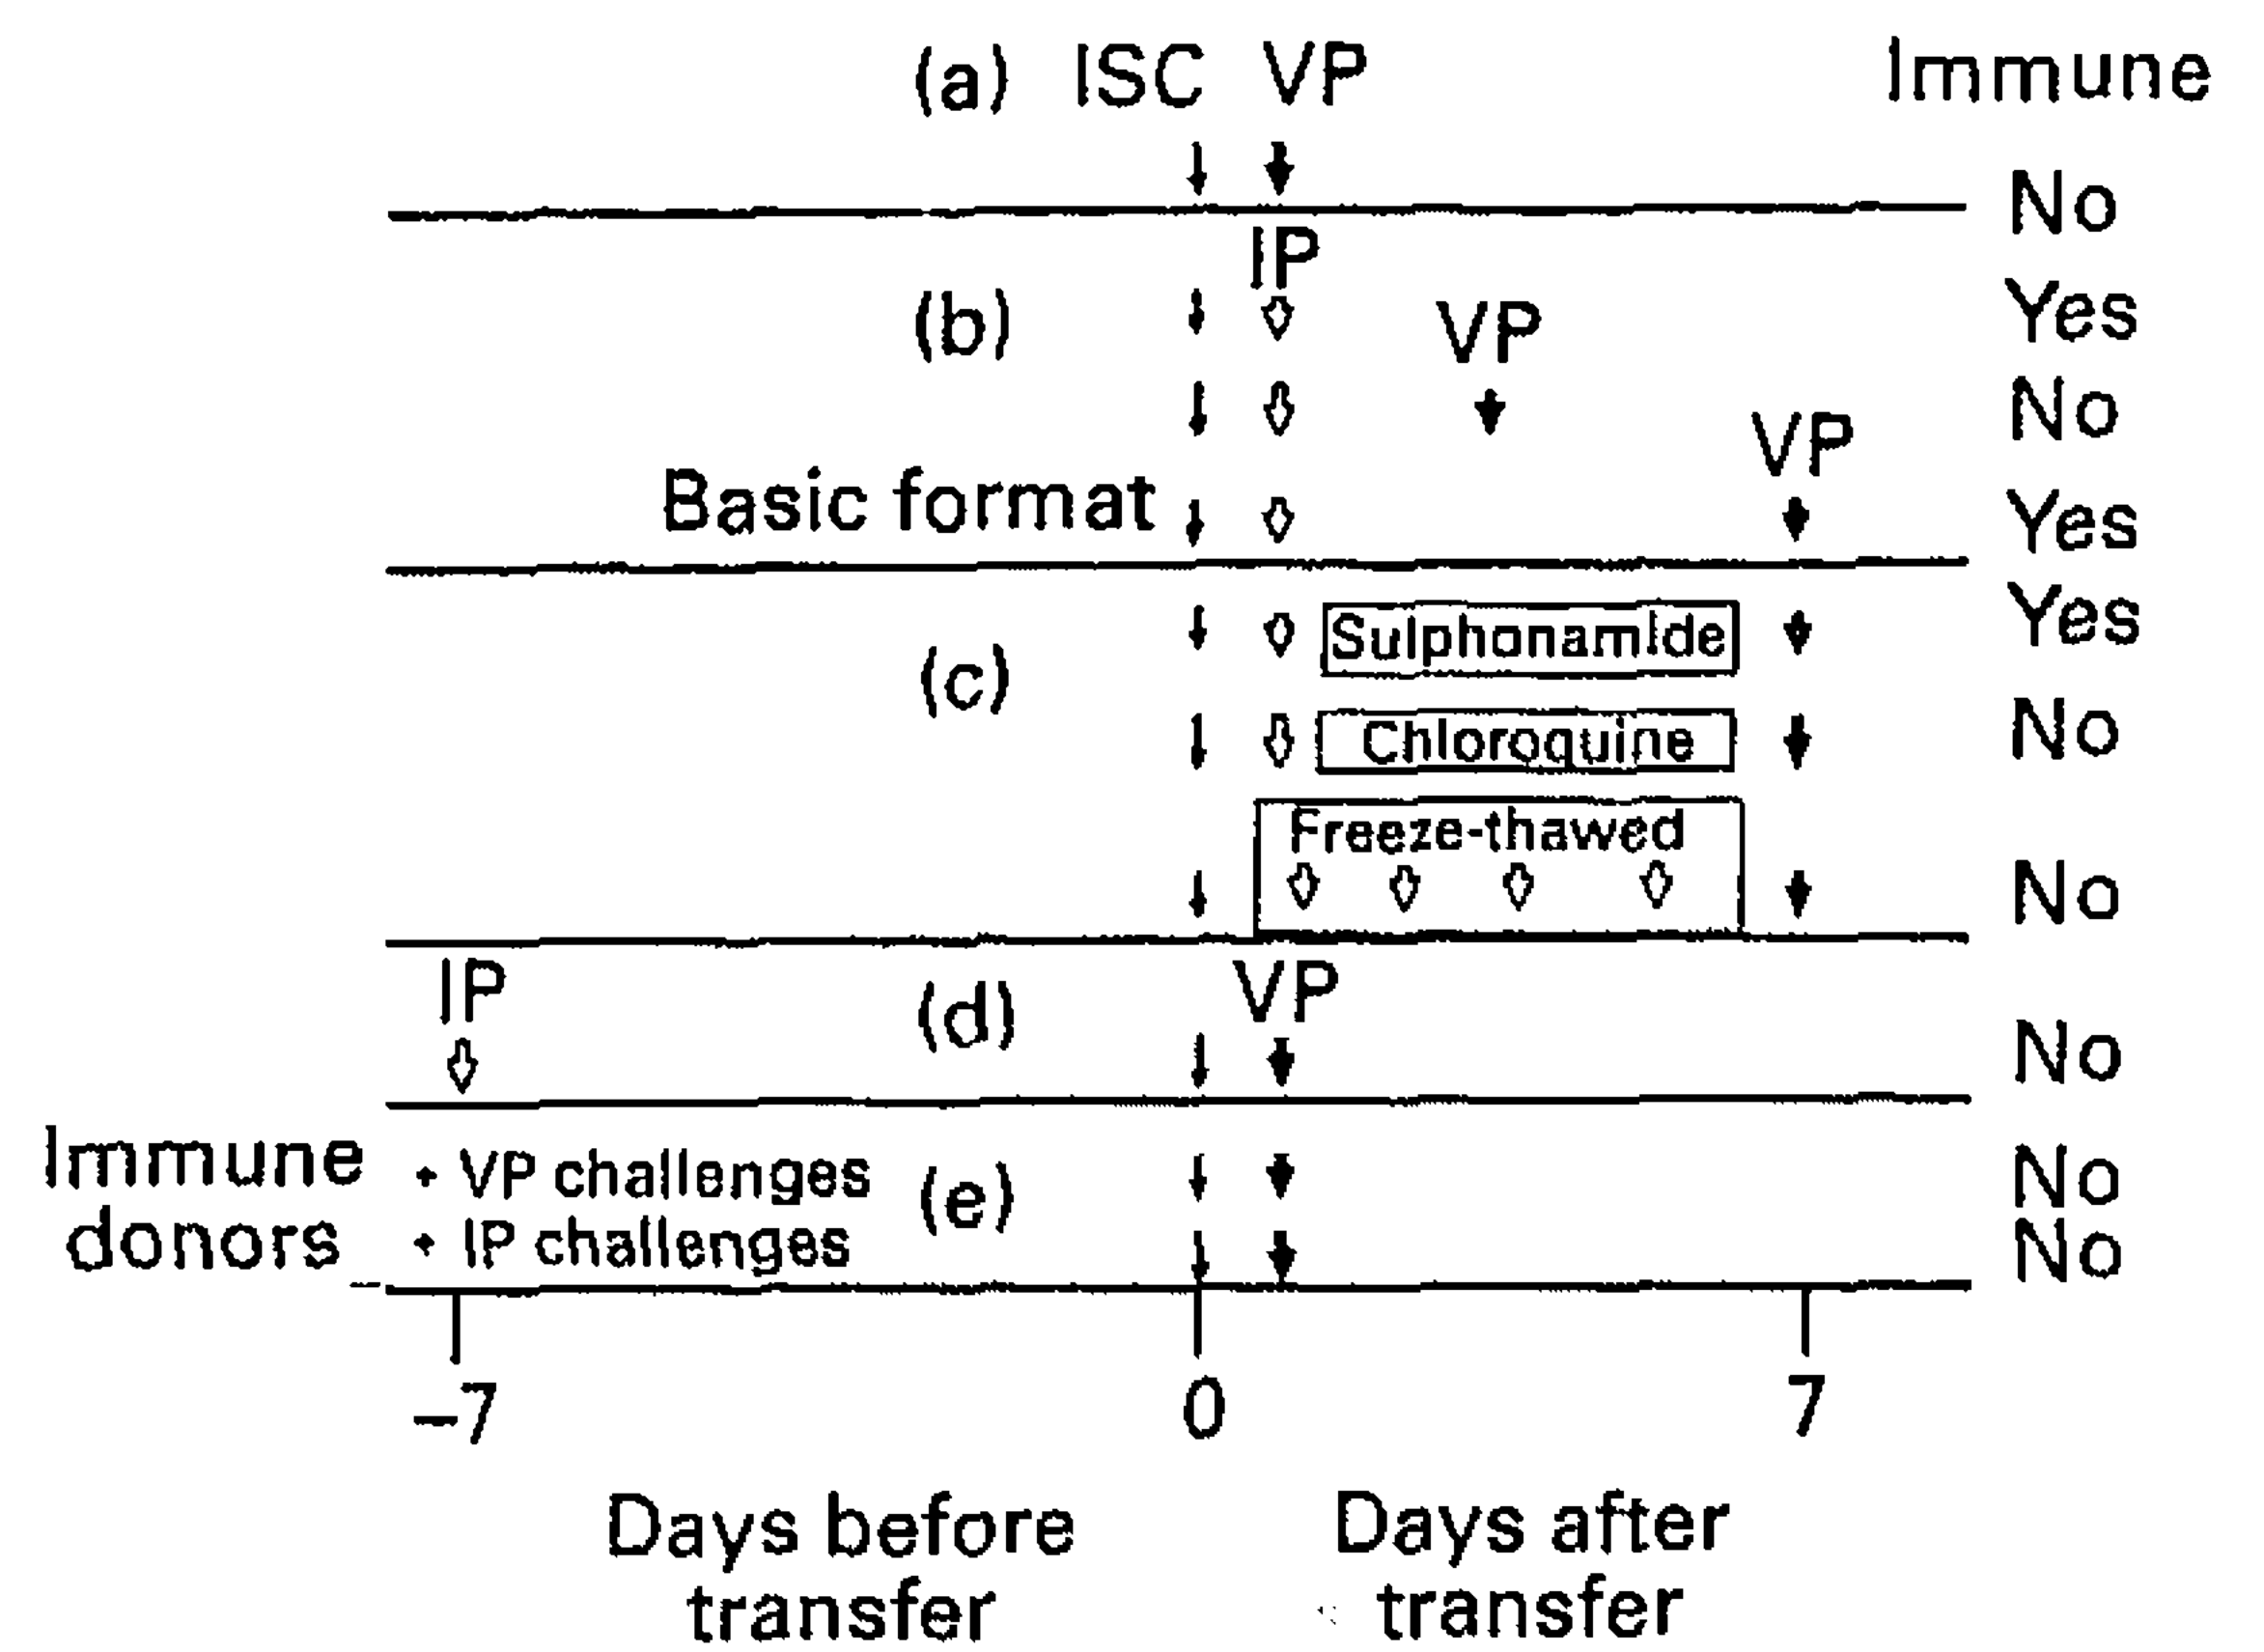 (a) ISC VP Immune
No
IP
(b) Yes
VP
No
VP
Basic format Yes
Sulphonamide Yes
(c)
Chloroquine No
Freeze-thawed
No
IP (d) VP
No
Immune • VP challenges (e) No
donors • IP challenges No
-7 0 7
Days before Days after
transfer transfer